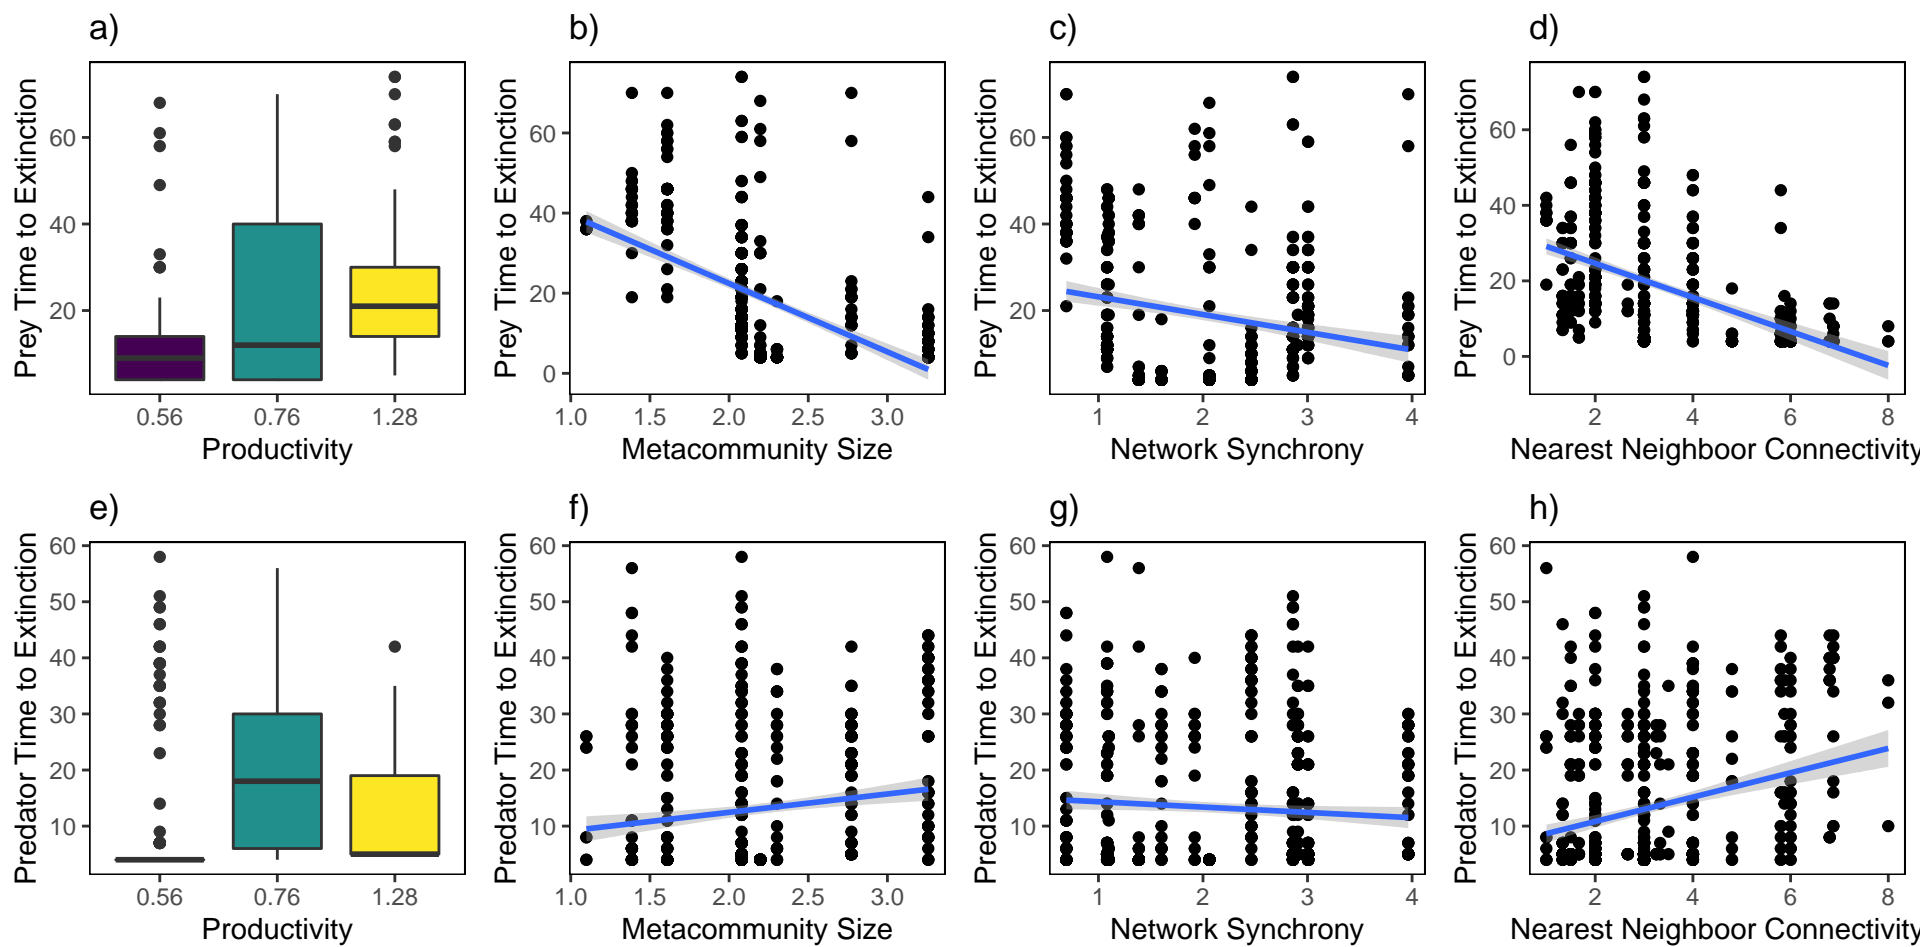 a)
Prey Time to Extinction
60
40
20
0.56 0.76 1.28
Productivity
b)
Prey Time to Extinction
60
40
20
0
1.0 1.5 2.0 2.5 3.0
Metacommunity Size
c)
Prey Time to Extinction
60
40
20
1 2 3 4
Network Synchrony
d)
Prey Time to Extinction
60
40
20
0
2 4 6 8
Nearest Neighboor Connectivity
e)
Predator Time to Extinction
60
50
40
30
20
10
0.56 0.76 1.28
Productivity
f)
Predator Time to Extinction
60
50
40
30
20
10
1.0 1.5 2.0 2.5 3.0
Metacommunity Size
g)
Predator Time to Extinction
60
50
40
30
20
10
1 2 3 4
Network Synchrony
h)
Predator Time to Extinction
60
50
40
30
20
10
2 4 6 8
Nearest Neighboor Connectivity